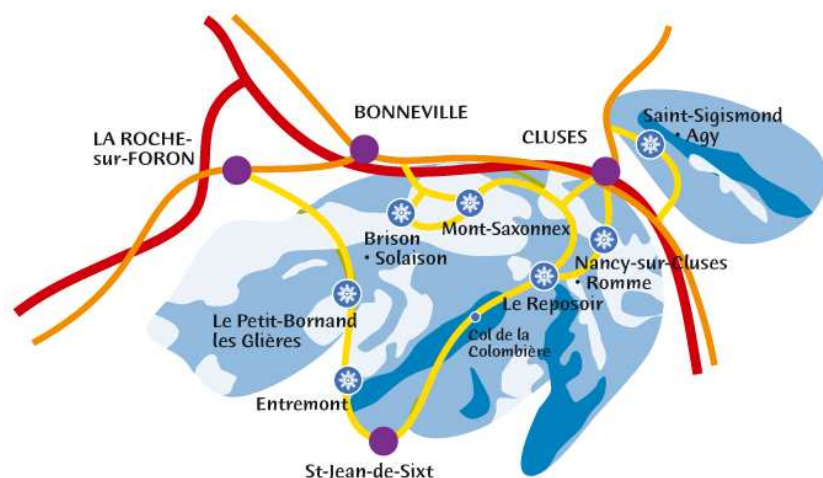 BONNEVILLE
LA ROCHE-
sur-FORON
CLUSES
Saint-Sigismond
• Agy
Brison
• Solaison
Mont-Saxonnex
Nancy-sur-Cluses
• Romme
Le Reposoir
Le Petit-Bornand
les Glières
Col de la
Colombière
Entremont
St-Jean-de-Sixt